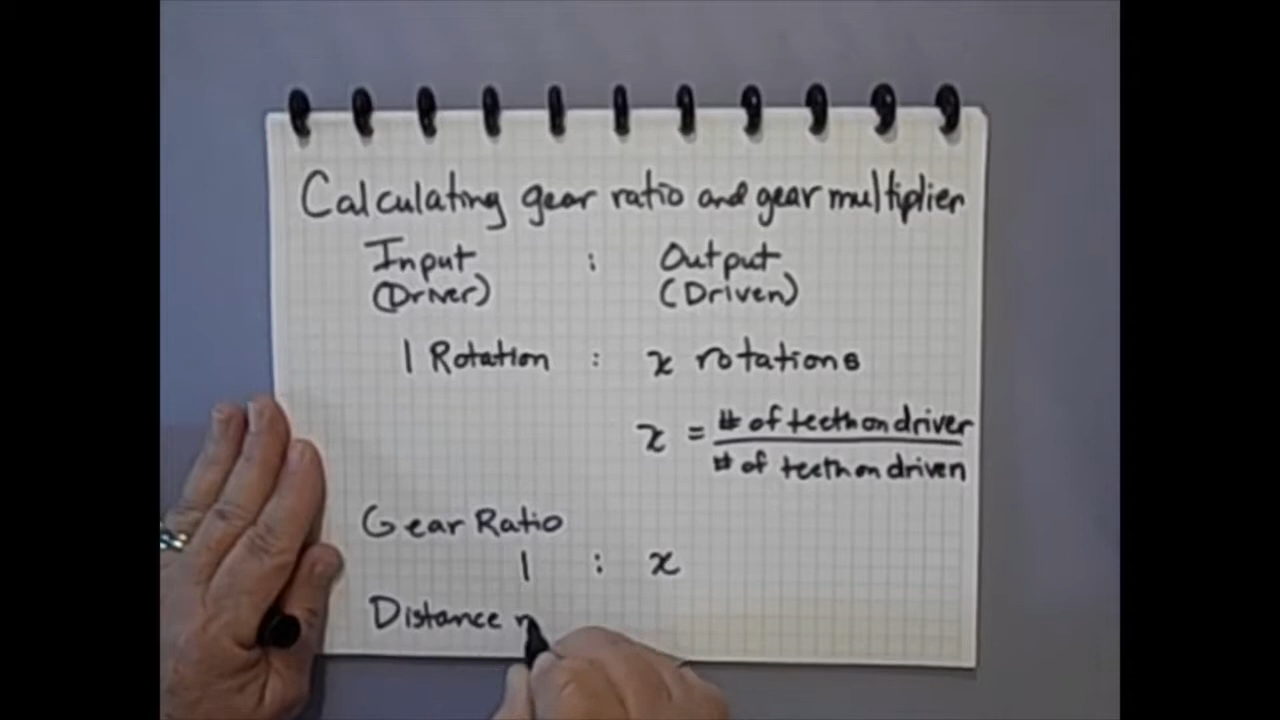 Calculating gear ratio and gear multiplier
Input : Output
(Driver) (Driven)
1 Rotation : x rotations
x = # of teeth on driver
# of teeth on driven
Gear Ratio
1 : x
Distance